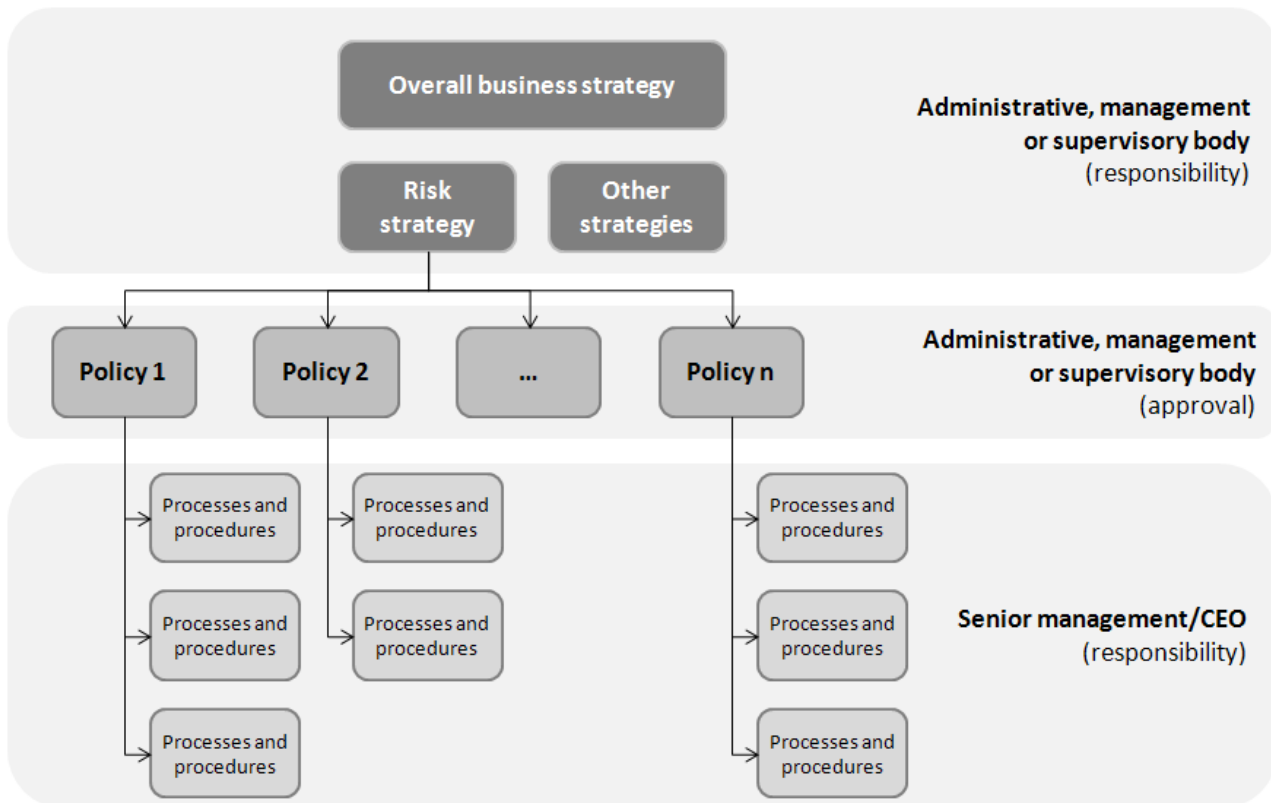 Overall business strategy
Administrative, management
or supervisory body
(responsibility)
Risk
strategy
Other
strategies
Policy 1
Policy 2
...
Policy n
Administrative, management
or supervisory body
(approval)
Processes and
procedures
Processes and
procedures
Processes and
procedures
Processes and
procedures
Processes and
procedures
Processes and
procedures
Senior management/CEO
(responsibility)
Processes and
procedures
Processes and
procedures